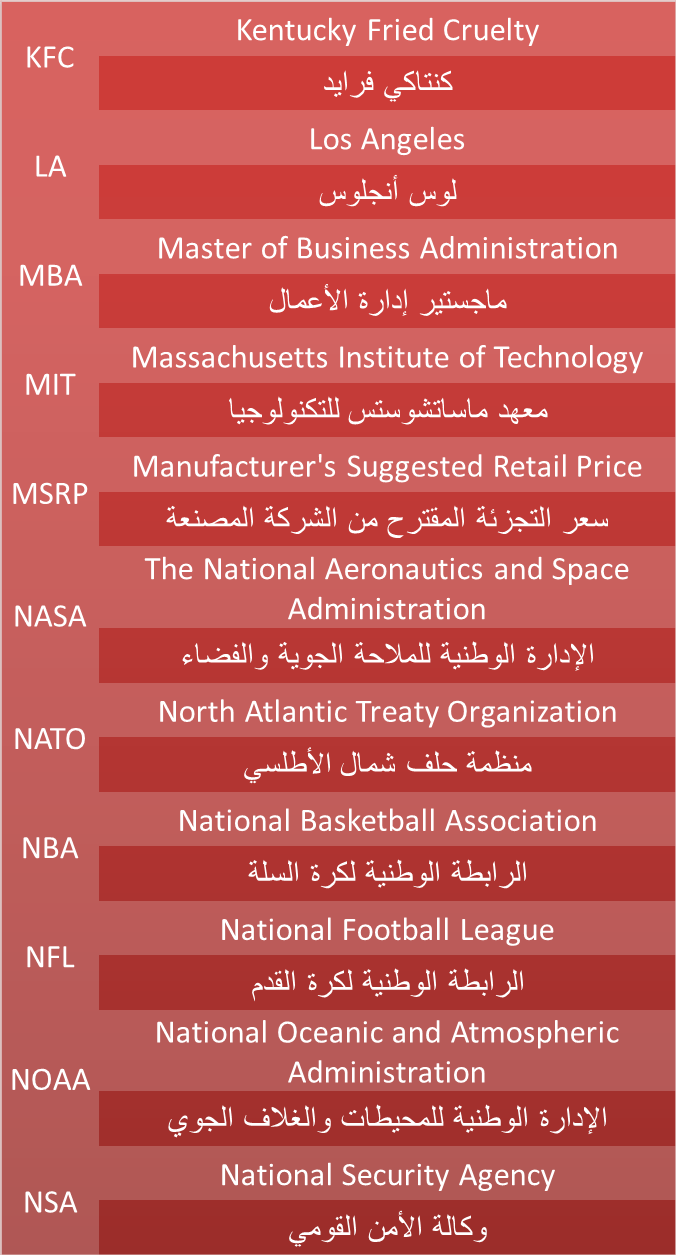 KFC
Kentucky Fried Cruelty
كنتاكي فرايد
LA
Los Angeles
لوس أنجلوس
MBA
Master of Business Administration
ماجستير إدارة الأعمال
MIT
Massachusetts Institute of Technology
معهد ماساتشوستس للتكنولوجيا
MSRP
Manufacturer's Suggested Retail Price
سعر التجزئة المقترح من الشركة المصنعة
NASA
The National Aeronautics and Space
Administration
الإدارة الوطنية للملاحة الجوية والفضاء
NATO
North Atlantic Treaty Organization
منظمة حلف شمال الأطلسي
NBA
National Basketball Association
الرابطة الوطنية لكرة السلة
NFL
National Football League
الرابطة الوطنية لكرة القدم
NOAA
National Oceanic and Atmospheric
Administration
الإدارة الوطنية للمحيطات والغلاف الجوي
NSA
National Security Agency
وكالة الأمن القومي